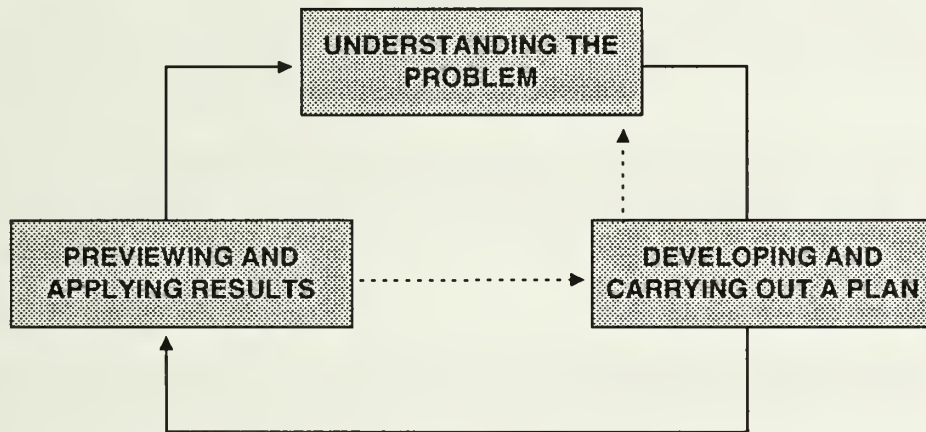 UNDERSTANDING THE
PROBLEM
PREVIEWING AND
APPLYING RESULTS
DEVELOPING AND
CARRYING OUT A PLAN